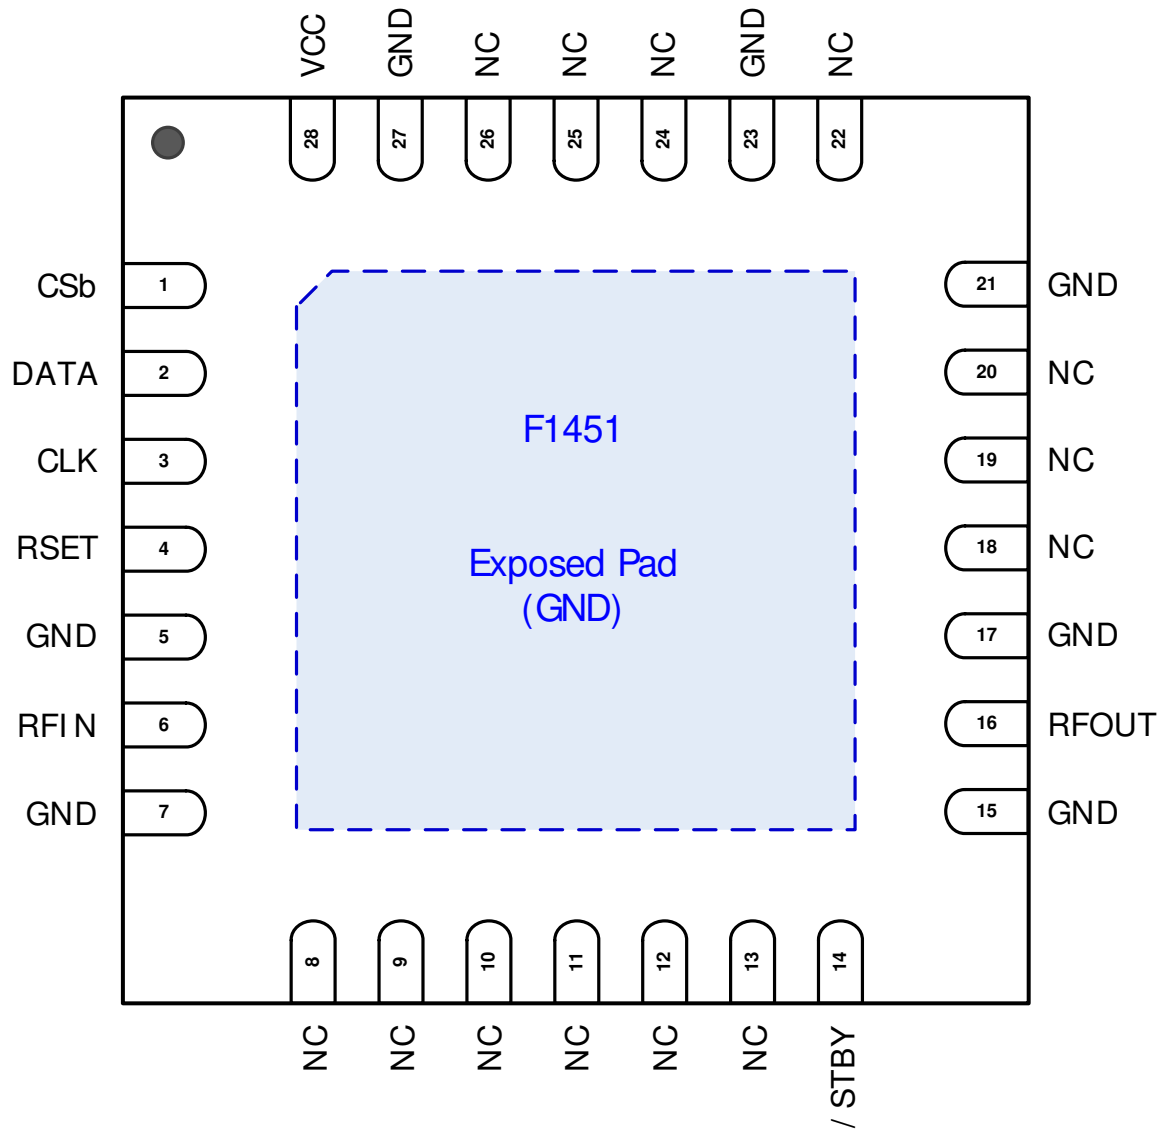 VCC
GND
NC
NC
NC
GND
NC
28
27
26
25
24
23
22
CSb 1
21 GND
DATA 2
20 NC
CLK 3
19 NC
RSET 4
18 NC
GND 5
17 GND
RFIN 6
16 RFOUT
GND 7
15 GND
F1451
Exposed Pad
(GND)
8
9
10
11
12
13
14
NC
NC
NC
NC
NC
NC
/ STBY